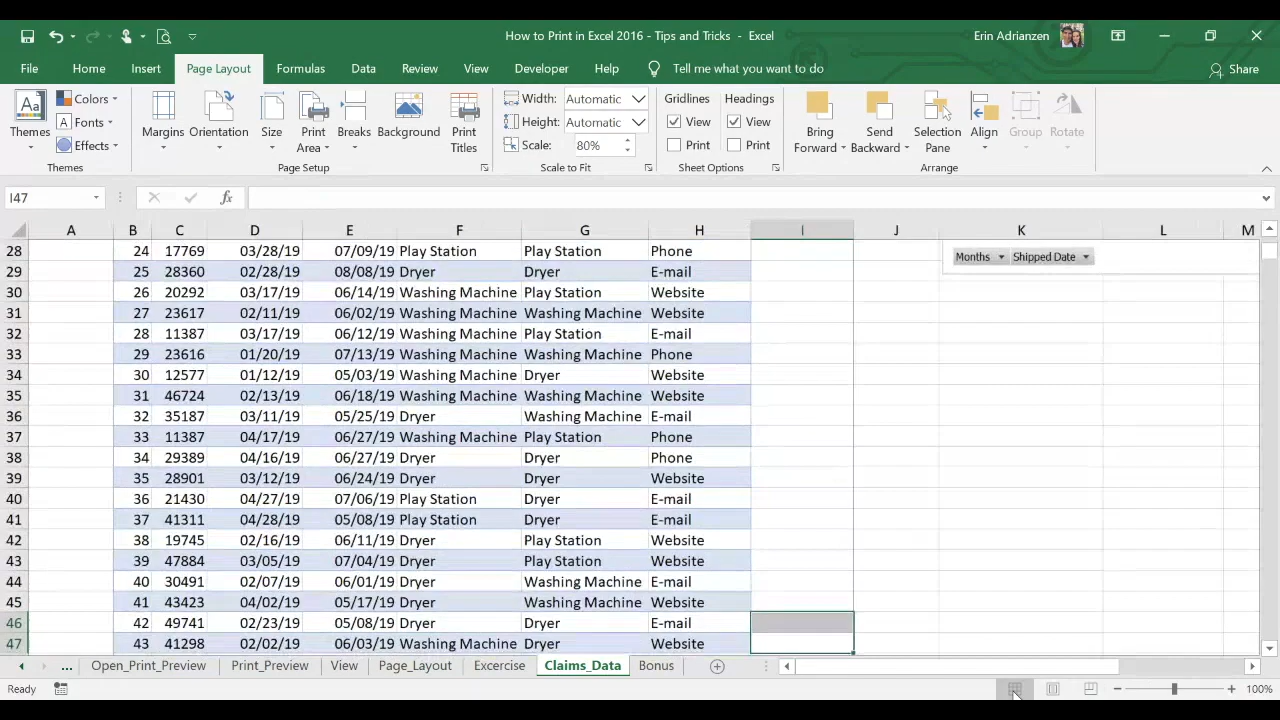 How to Print in Excel 2016 - Tips and Tricks - Excel
Erin Adrianzen
File Home Insert Page Layout Formulas Data Review View Developer Help Tell me what you want to do Share
Aa
Themes
Colors
Fonts
Effects
Themes
Margins Orientation Size Print Area Breaks Background Print Titles
Page Setup
Width: Automatic
Height: Automatic
Scale: 80%
Scale to Fit
Gridlines Headings
View View
Print Print
Sheet Options
Bring Forward Send Backward Selection Pane Align Group Rotate
Arrange
I47 fx
A B C D E F G H I J K L M
28 24 17769 03/28/19 07/09/19 Play Station Play Station Phone Months Shipped Date
29 25 28360 02/28/19 08/08/19 Dryer Dryer E-mail
30 26 20292 03/17/19 06/14/19 Washing Machine Play Station Website
31 27 23617 02/11/19 06/02/19 Washing Machine Washing Machine Website
32 28 11387 03/17/19 06/12/19 Washing Machine Play Station E-mail
33 29 23616 01/20/19 07/13/19 Washing Machine Washing Machine Phone
34 30 12577 01/12/19 05/03/19 Washing Machine Dryer Website
35 31 46724 02/13/19 06/18/19 Washing Machine Washing Machine Website
36 32 35187 03/11/19 05/25/19 Dryer Washing Machine E-mail
37 33 11387 04/17/19 06/27/19 Washing Machine Play Station Phone
38 34 29389 04/16/19 06/27/19 Dryer Dryer Phone
39 35 28901 03/12/19 06/24/19 Dryer Dryer Website
40 36 21430 04/27/19 07/06/19 Play Station Dryer E-mail
41 37 41311 04/28/19 05/08/19 Play Station Dryer E-mail
42 38 19745 02/16/19 06/11/19 Dryer Play Station Website
43 39 47884 03/05/19 07/04/19 Dryer Play Station Website
44 40 30491 02/07/19 06/01/19 Dryer Washing Machine E-mail
45 41 43423 04/02/19 05/17/19 Dryer Washing Machine Website
46 42 49741 02/23/19 05/08/19 Dryer Dryer E-mail
47 43 41298 02/02/19 06/03/19 Washing Machine Dryer Website
... Open_Print_Preview Print_Preview View Page_Layout Excercise Claims_Data Bonus
Ready 100%